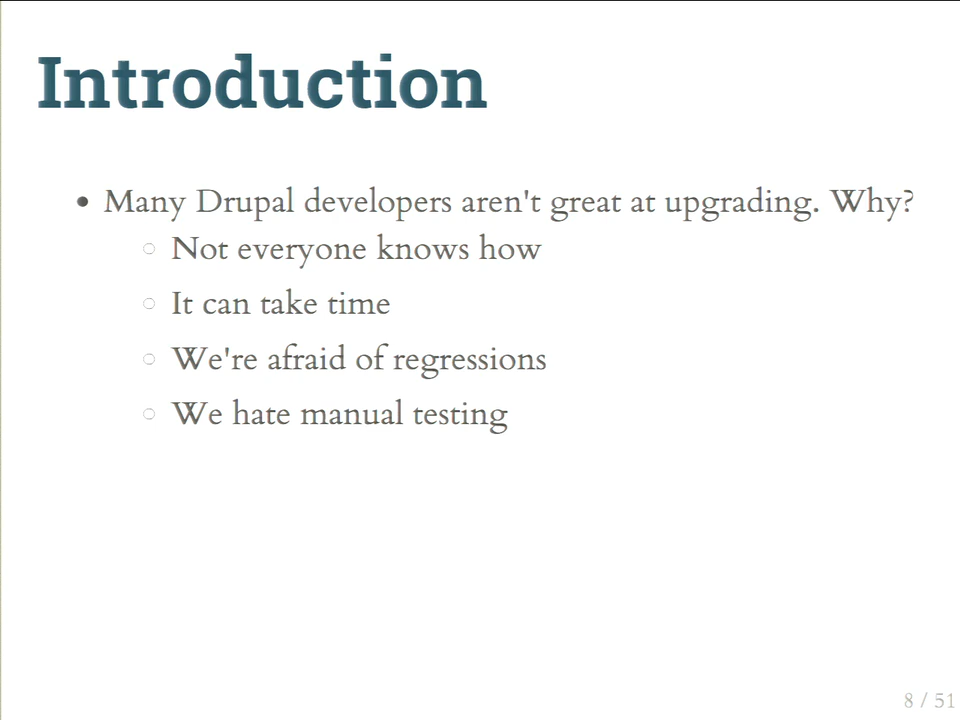 Introduction
Many Drupal developers aren't great at upgrading. Why?
Not everyone knows how
It can take time
We're afraid of regressions
We hate manual testing
8 / 51